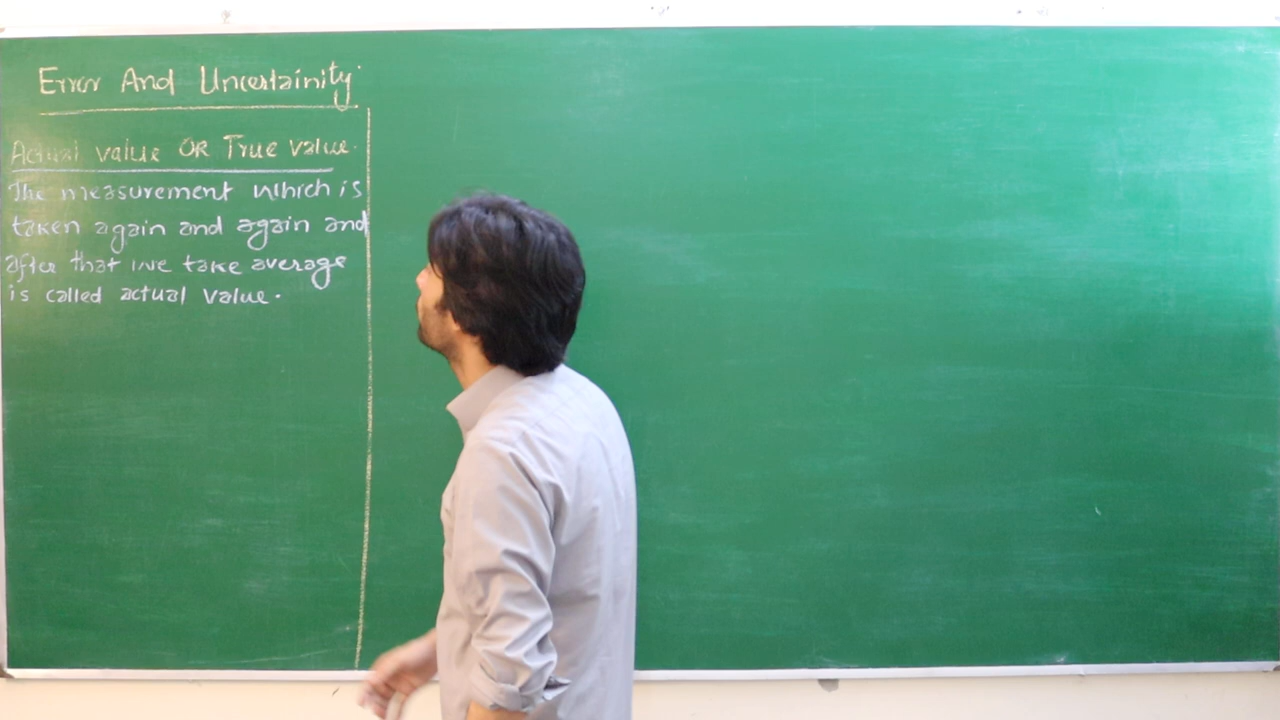 Error And Uncertainity
Actual value OR True value.
The measurement which is
taken again and again and
after that we take average
is called actual value.